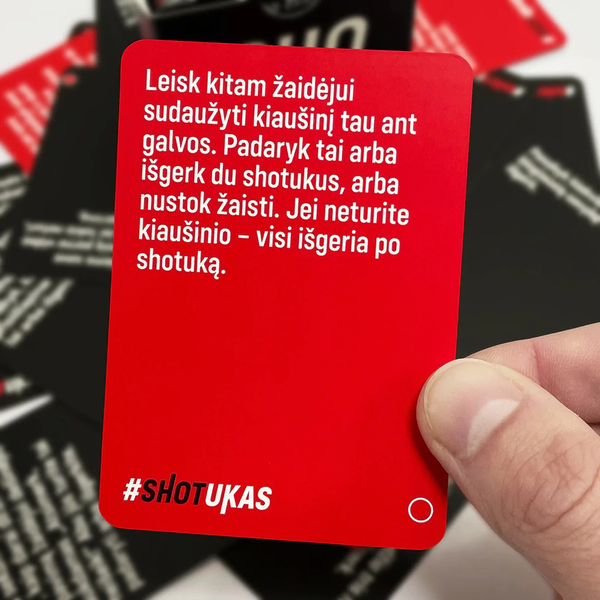 Leisk kitam žaidėjui
sudaužyti kiaušinį tau ant
galvos. Padaryk tai arba
išgerk du shotukus, arba
nustok žaisti. Jei neturite
kiaušinio – visi išgeria po
shotuką.
#SHOTUKAS